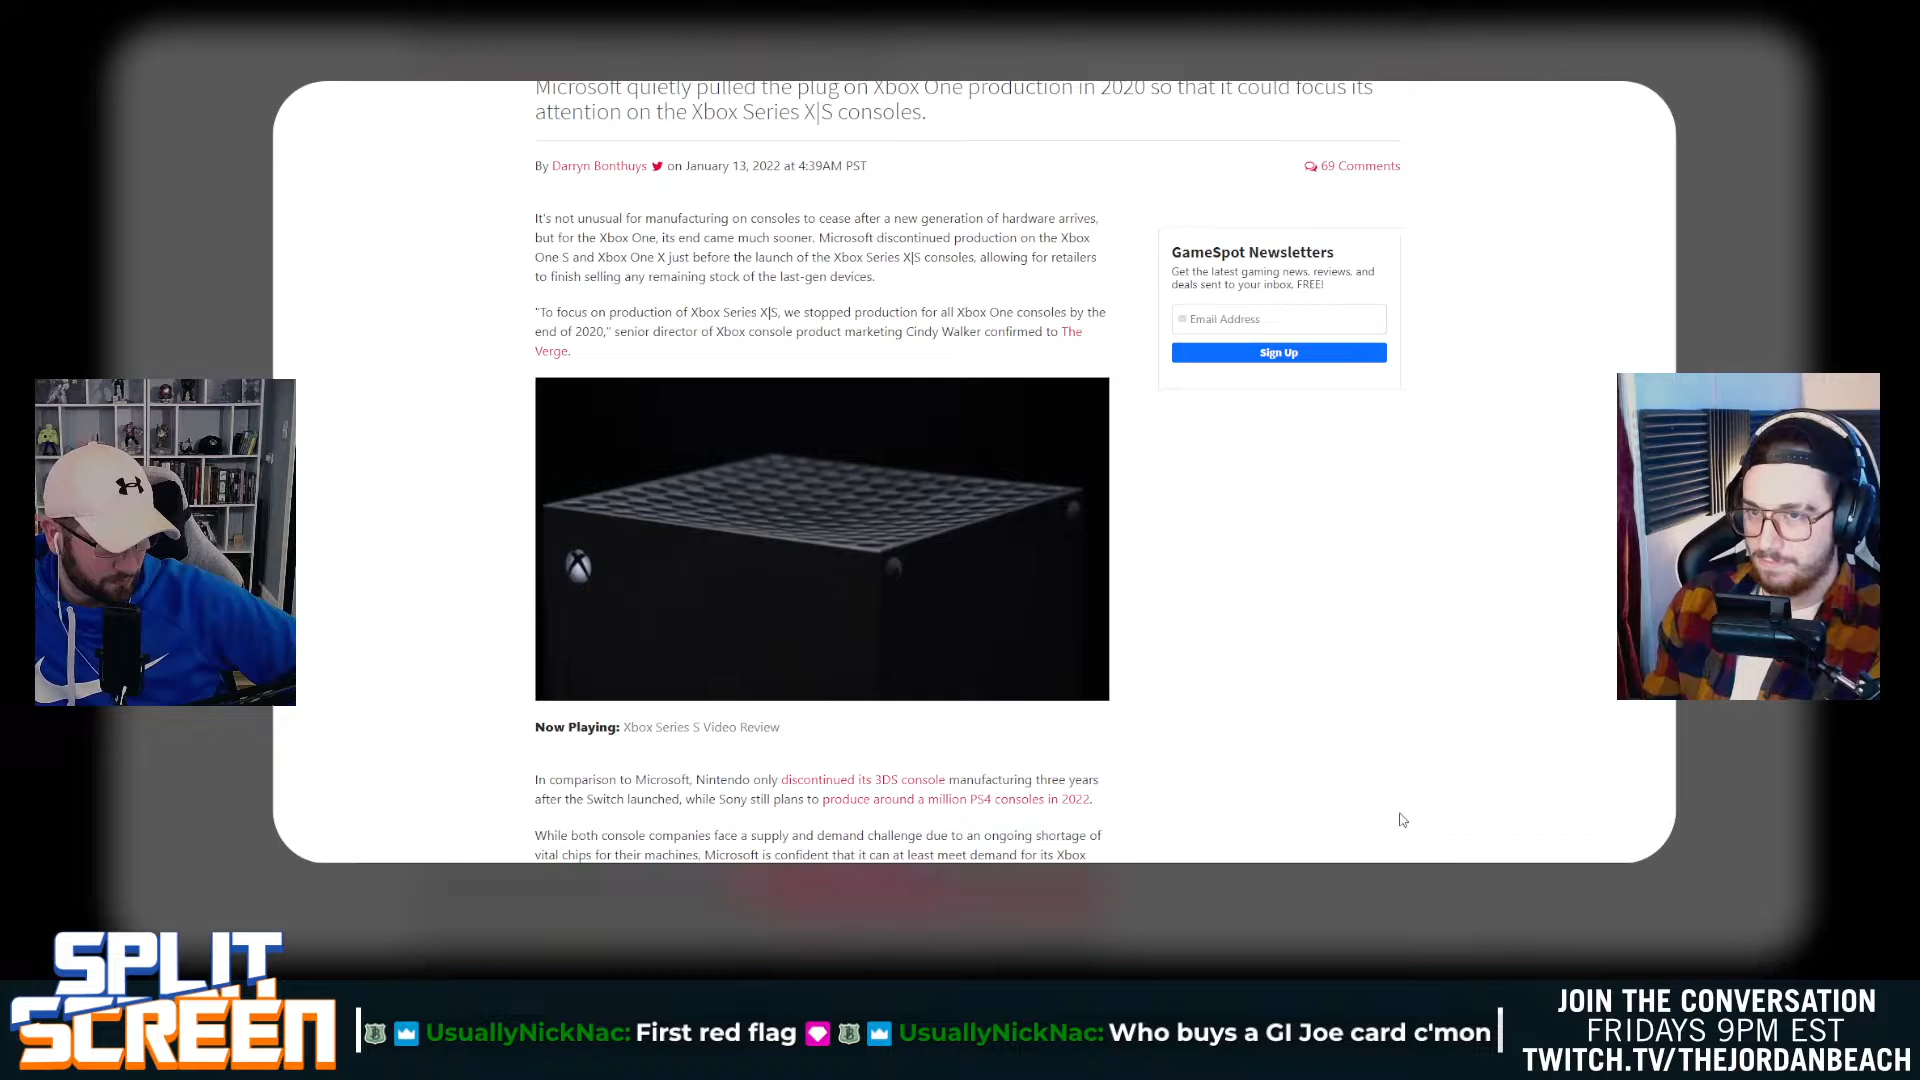 Microsoft quietly pulled the plug on Xbox One production in 2020 so that it could focus its
attention on the Xbox Series X|S consoles.
By Darryn Bonthuys on January 13, 2022 at 4:39AM PST
69 Comments
It's not unusual for manufacturing on consoles to cease after a new generation of hardware arrives,
but for the Xbox One, its end came much sooner. Microsoft discontinued production on the Xbox
One S and Xbox One X just before the launch of the Xbox Series X|S consoles, allowing for retailers
to finish selling any remaining stock of the last-gen devices.
"To focus on production of Xbox Series X|S, we stopped production for all Xbox One consoles by the
end of 2020," senior director of Xbox console product marketing Cindy Walker confirmed to The
Verge.
GameSpot Newsletters
Get the latest gaming news, reviews, and
deals sent to your inbox, FREE!
Email Address
Sign Up
Now Playing: Xbox Series S Video Review
In comparison to Microsoft, Nintendo only discontinued its 3DS console manufacturing three years
after the Switch launched, while Sony still plans to produce around a million PS4 consoles in 2022.
While both console companies face a supply and demand challenge due to an ongoing shortage of
vital chips for their machines, Microsoft is confident that it can at least meet demand for its Xbox
SPLIT
SCREEN
UsuallyNickNac: First red flag UsuallyNickNac: Who buys a GI Joe card c'mon
JOIN THE CONVERSATION
FRIDAYS 9PM EST
TWITCH.TV/THEJORDANBEACH